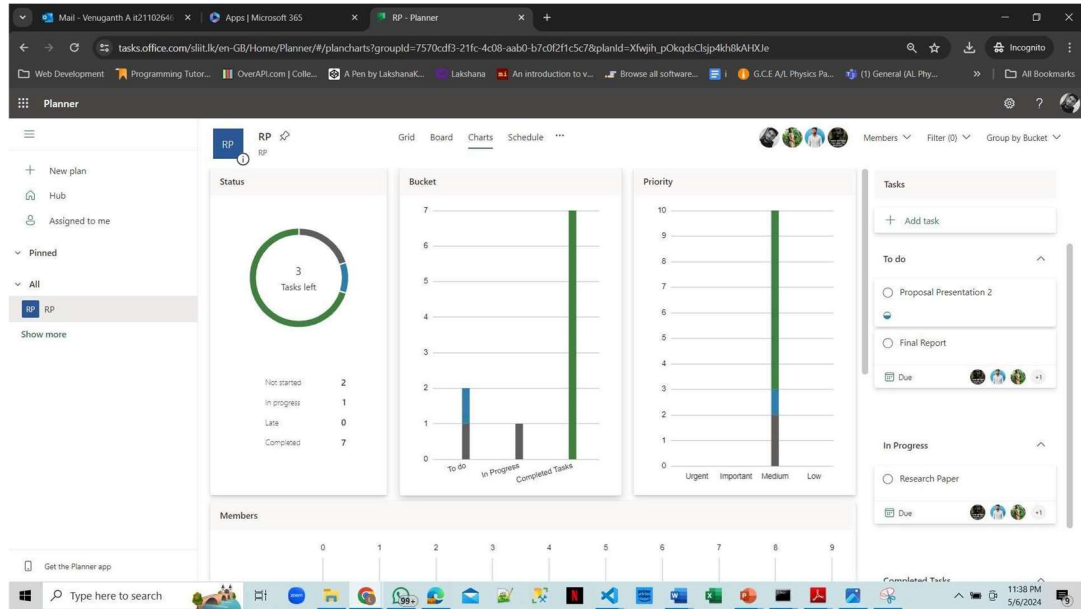 Mail - Venuganth A it21102646
Apps | Microsoft 365
RP - Planner
tasks.office.com/sliit.lk/en-GB/Home/Planner/#/plancharts?groupId=7570cdf3-21fc-4c08-aab0-b7c0f2f1c5c7&planId=Xfwjih_pOkqdsClsjp4kh8kAHXJe
Incognito
Web Development
Programming Tutor...
OverAPI.com | Colle...
A Pen by LakshanaK...
Lakshana
An introduction to v...
Browse all software...
G.C.E A/L Physics Pa...
(1) General (AL Phy...
»
All Bookmarks
Planner
?
RP
RP
RP
Grid
Board
Charts
Schedule
...
Members
Filter (0)
Group by Bucket
New plan
Hub
Assigned to me
Pinned
All
RP RP
Show more
Get the Planner app
Status
3
Tasks left
Not started 2
In progress 1
Late 0
Completed 7
Bucket
7
6
5
4
3
2
1
0
To do
In Progress
Completed Tasks
Priority
10
9
8
7
6
5
4
3
2
1
0
Urgent Important Medium Low
Members
0 1 2 3 4 5 6 7 8 9
Tasks
+ Add task
To do
Proposal Presentation 2
Final Report
Due
+1
In Progress
Research Paper
Due
+1
Completed Tasks
Type here to search
99+
11:38 PM
5/6/2024